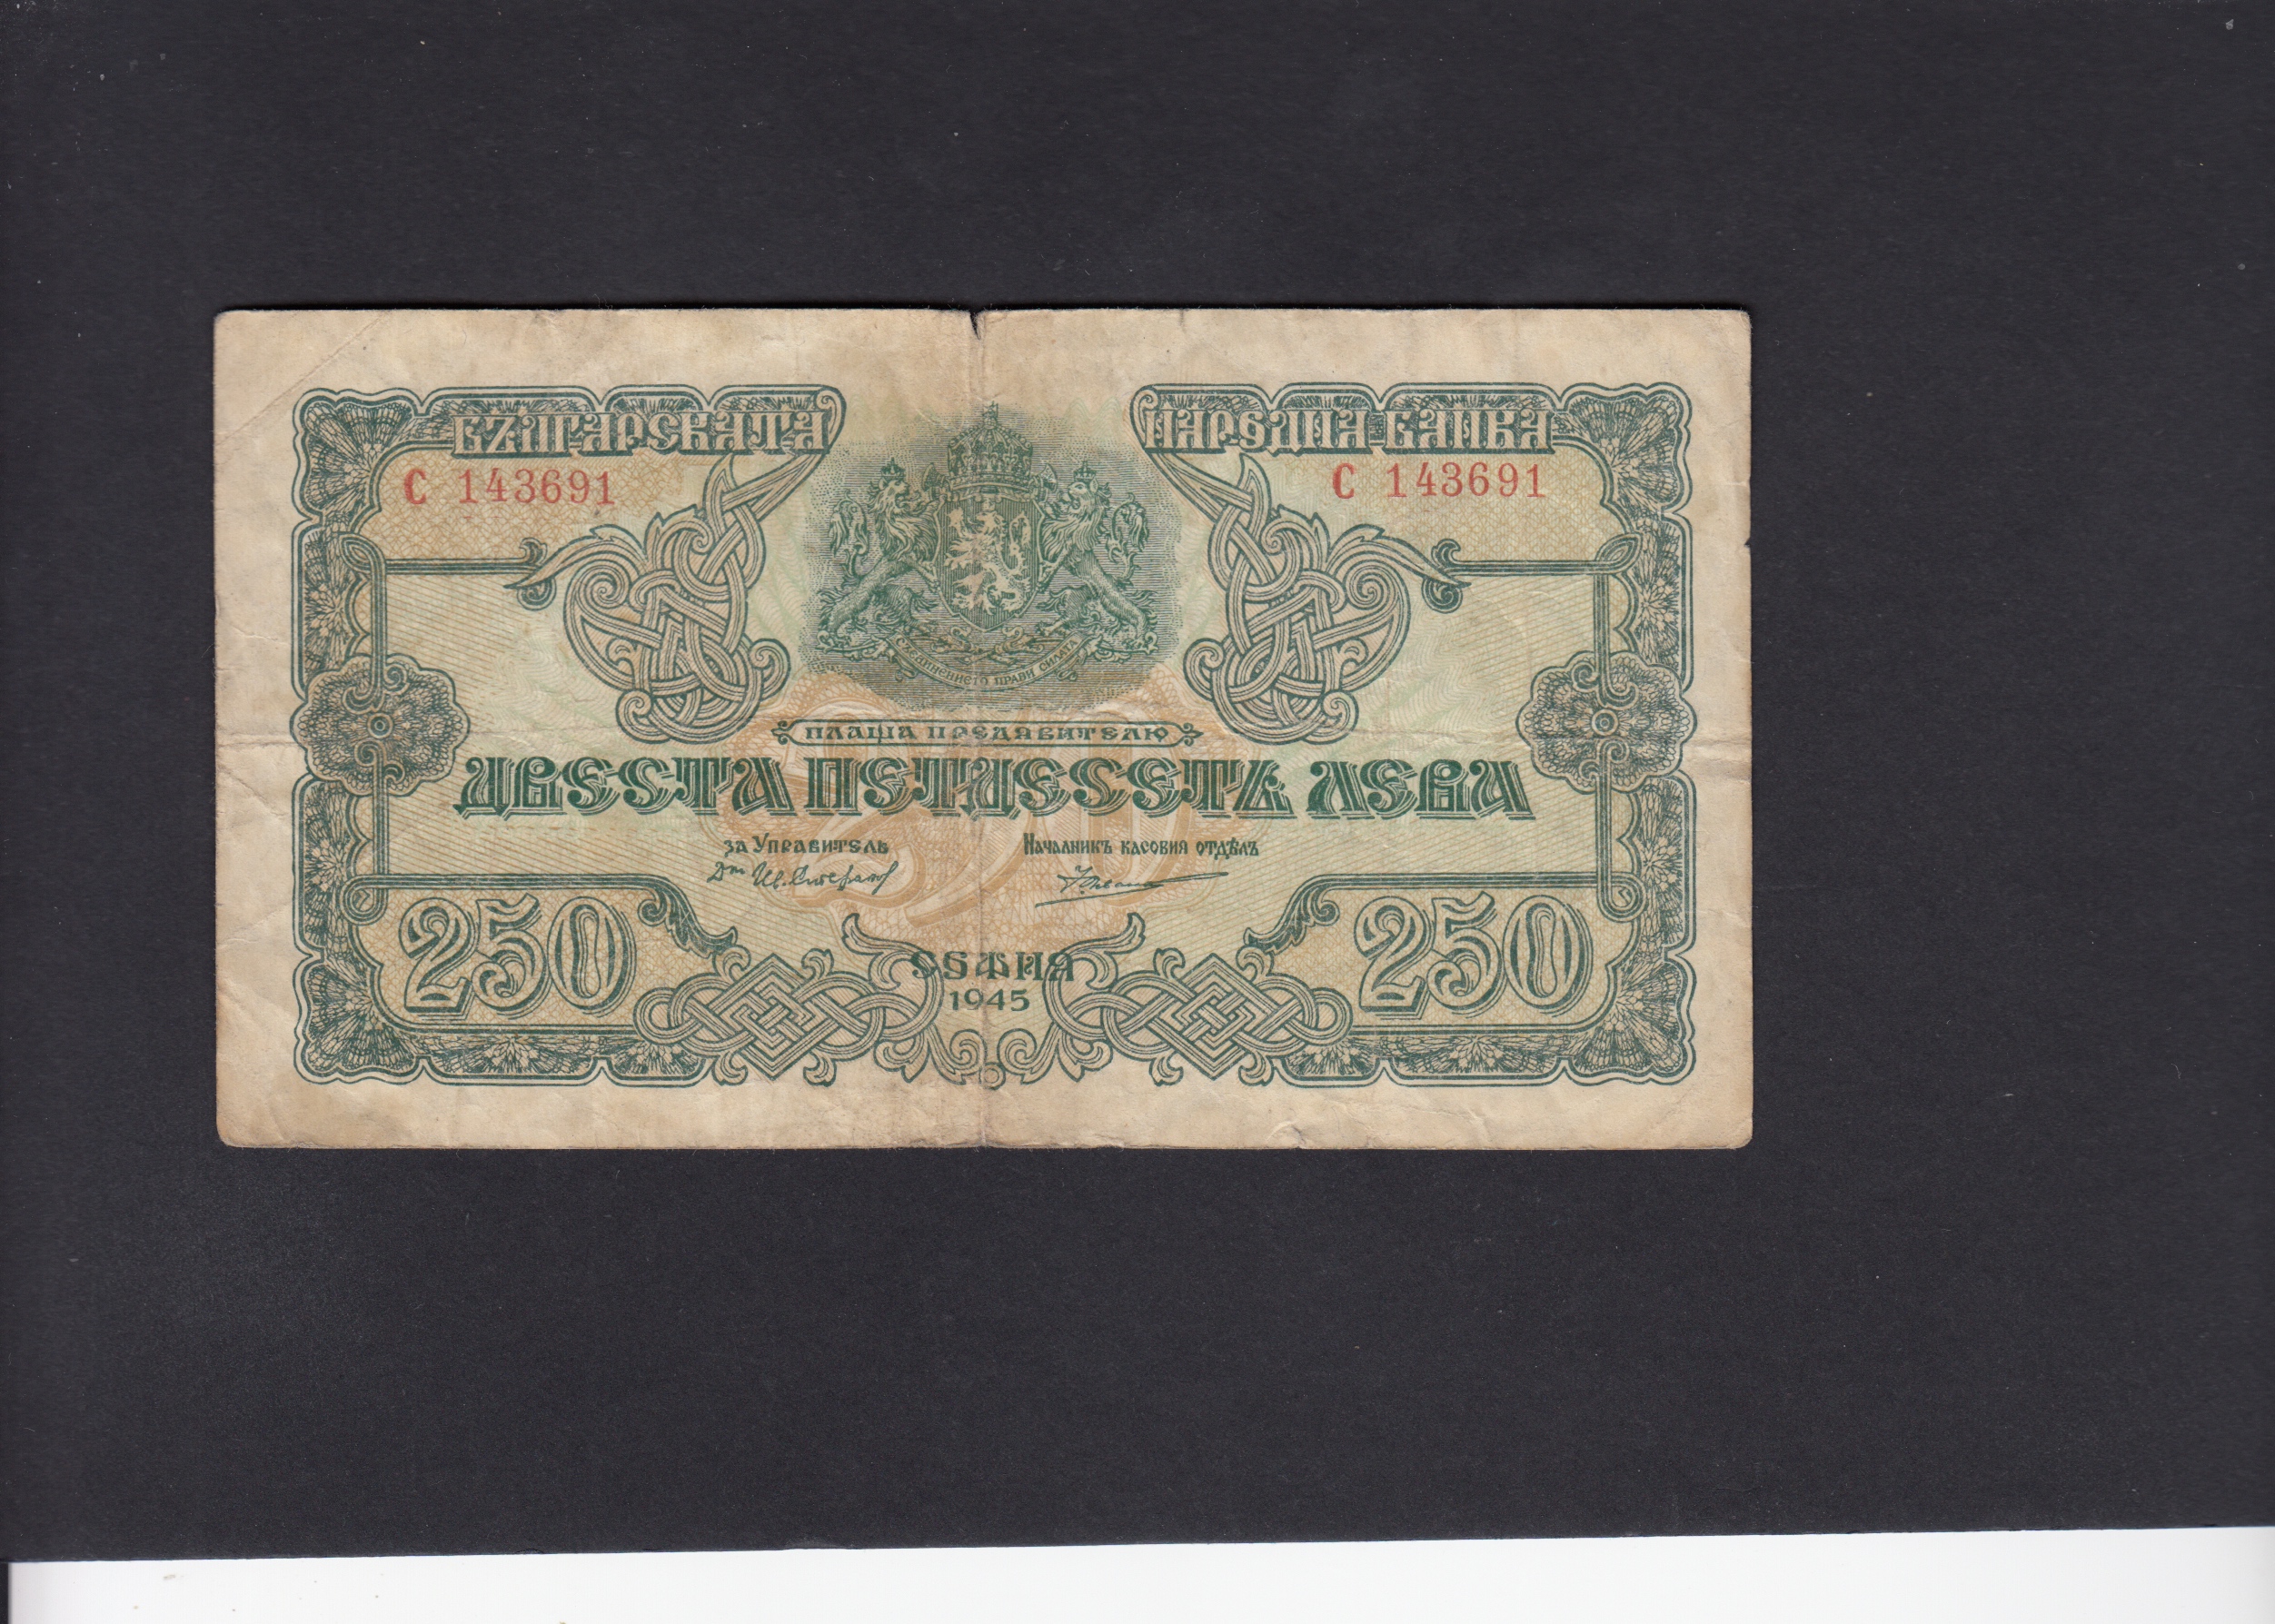 БЪЛГАРСКАТА НАРОДНА БАНКА
С 143691 С 143691
СЪЕДИНЕНИЕТО ПРАВИ СИЛАТА
ПЛАЩА ПРЕДЯВИТЕЛЮ
ДВЕСТА ПЕТДЕСЕТЬ ЛЕВА
ЗА УПРАВИТЕЛЬ НАЧАЛНИКЪ КАСОВИЯ ОТДѢЛЪ
250 250
СОФИЯ
1945